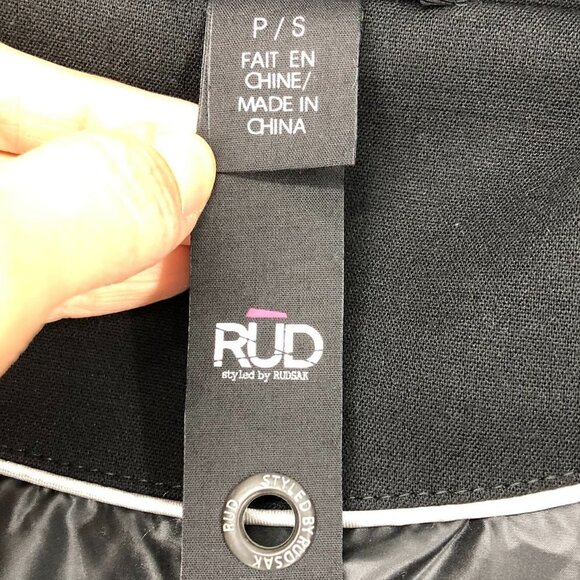 P / S
FAIT EN
CHINE/
MADE IN
CHINA
RUD
styled by RUDSAK
RUD STYLED BY RUDSAK